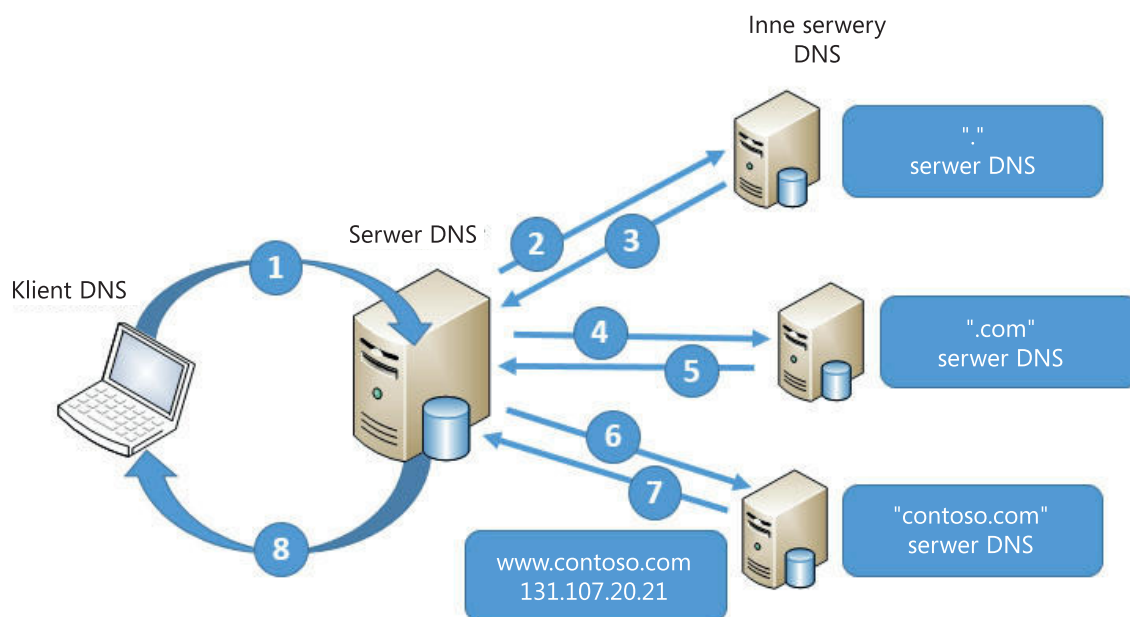 Inne serwery
DNS
"."
serwer DNS
Serwer DNS
2
3
1
Klient DNS
".com"
serwer DNS
4
5
6
7
"contoso.com"
serwer DNS
8
www.contoso.com
131.107.20.21